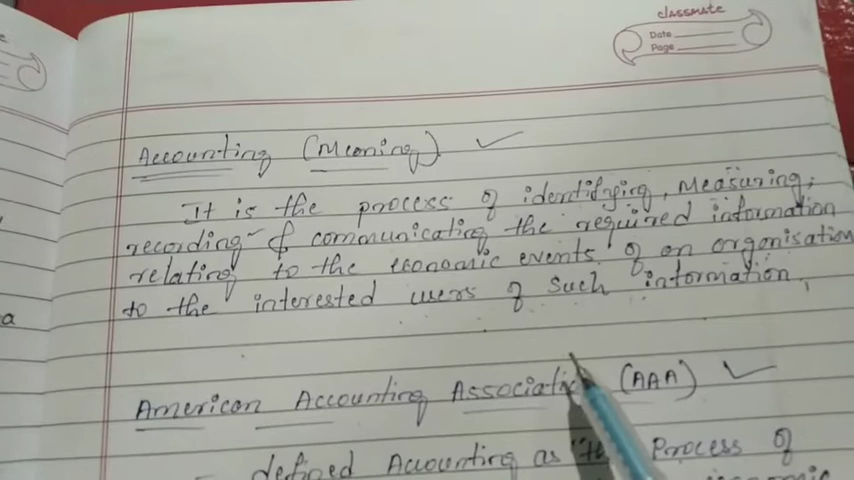 classmate
Date
Page
Accounting (Meaning)
It is the process of identifying, Measuring,
recording & communicating the required information
relating to the economic events of an organisation
to the interested users of such information.
a
American Accounting Association (AAA)
- defined Accounting as "the Process of
economic